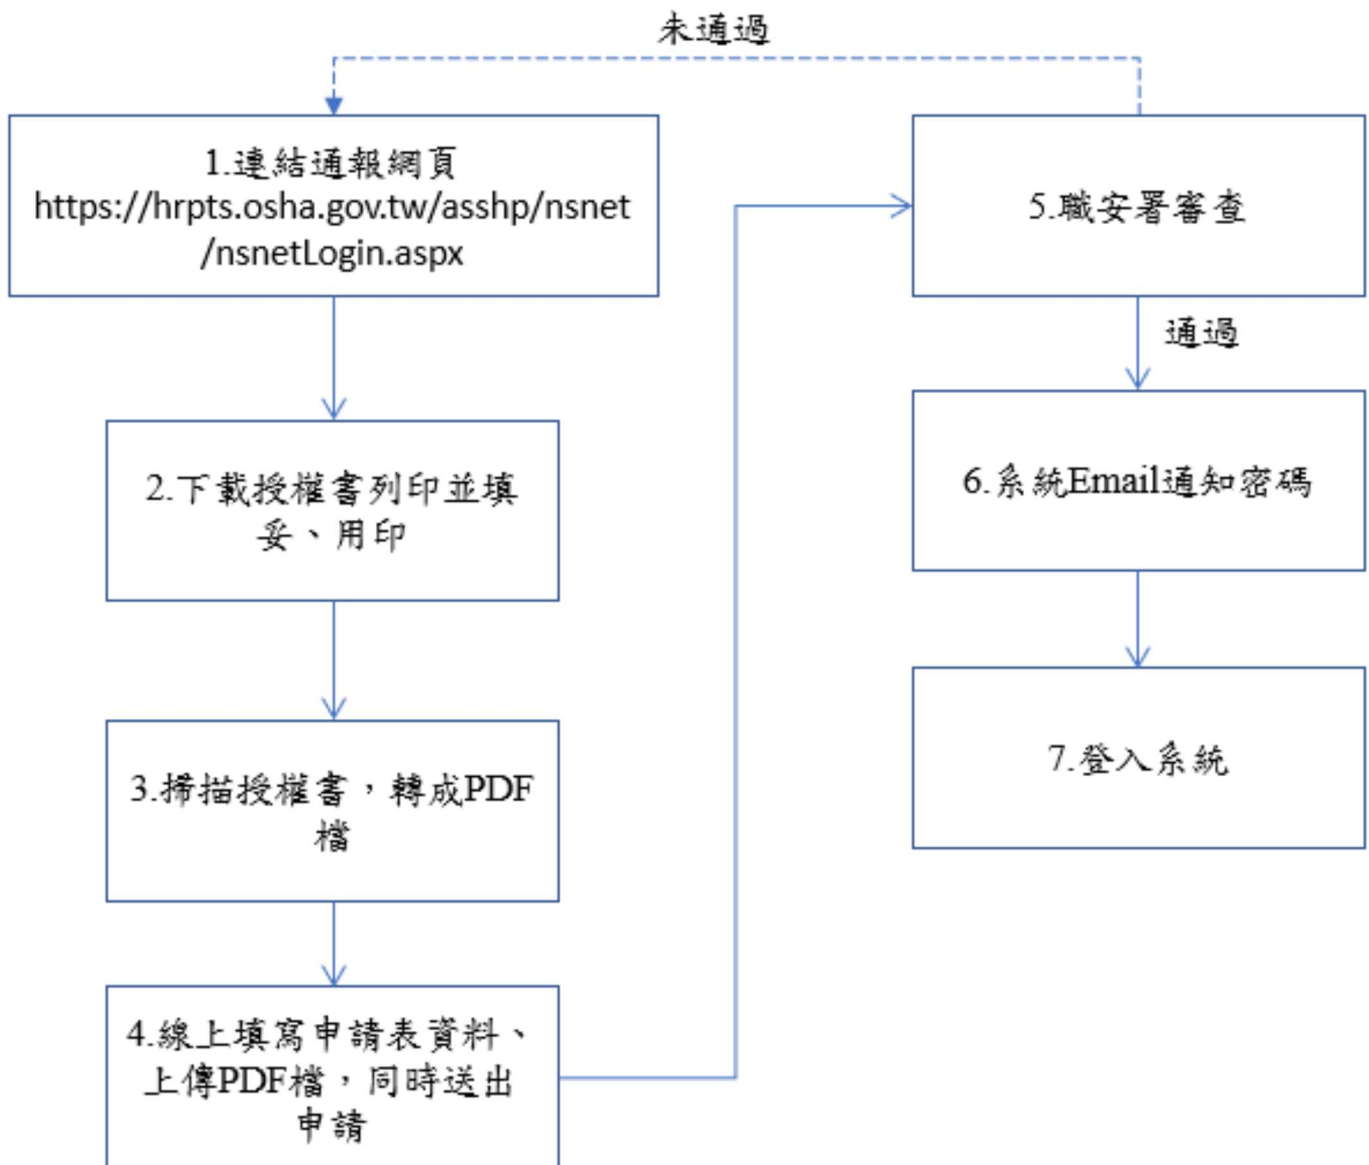 未通過
1.連結通報網頁
https://hrpts.osha.gov.tw/asshp/nsnet
/nsnetLogin.aspx
2.下載授權書列印並填
妥、用印
3.掃描授權書，轉成PDF
檔
4.線上填寫申請表資料、
上傳PDF檔，同時送出
申請
5.職安署審查
通過
6.系統Email通知密碼
7.登入系統